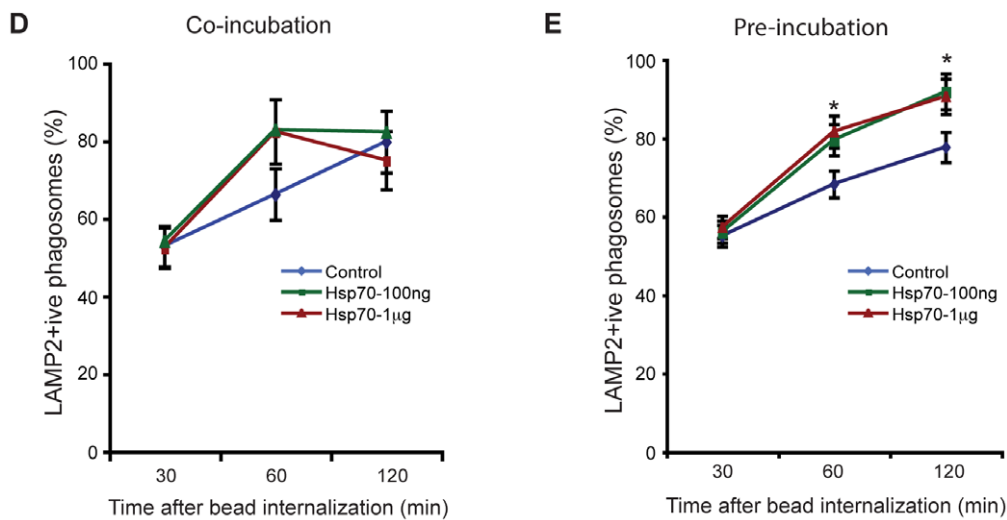 D
Co-incubation
LAMP2+ive phagosomes (%)
100
80
60
40
20
0
Control
Hsp70-100ng
Hsp70-1µg
30 60 120
Time after bead internalization (min)
E
Pre-incubation
LAMP2+ive phagosomes (%)
100
80
60
40
20
0
*
*
Control
Hsp70-100ng
Hsp70-1µg
30 60 120
Time after bead internalization (min)